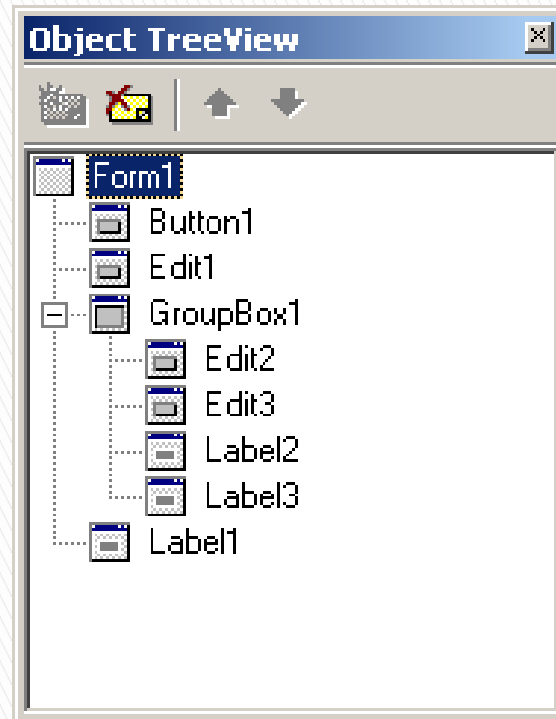 Object TreeView
Form1
Button1
Edit1
GroupBox1
Edit2
Edit3
Label2
Label3
Label1